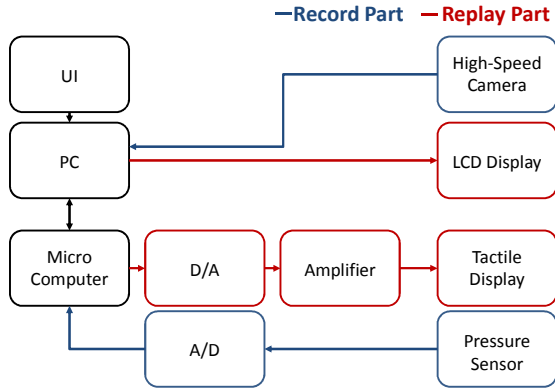 Record Part
Replay Part
UI
High-Speed
Camera
PC
LCD Display
Micro
Computer
D/A
Amplifier
Tactile
Display
A/D
Pressure
Sensor